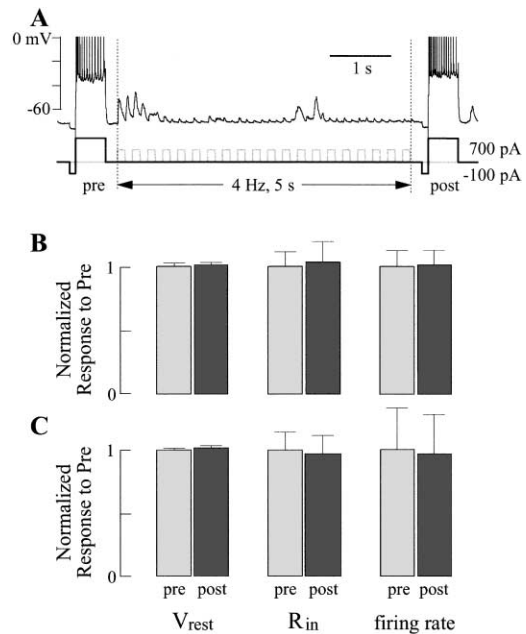 A
0 mV
-60
1 s
700 pA
-100 pA
pre
4 Hz, 5 s
post
B
Normalized
Response to Pre
1
0
C
Normalized
Response to Pre
1
0
pre post pre post pre post
Vrest Rin firing rate